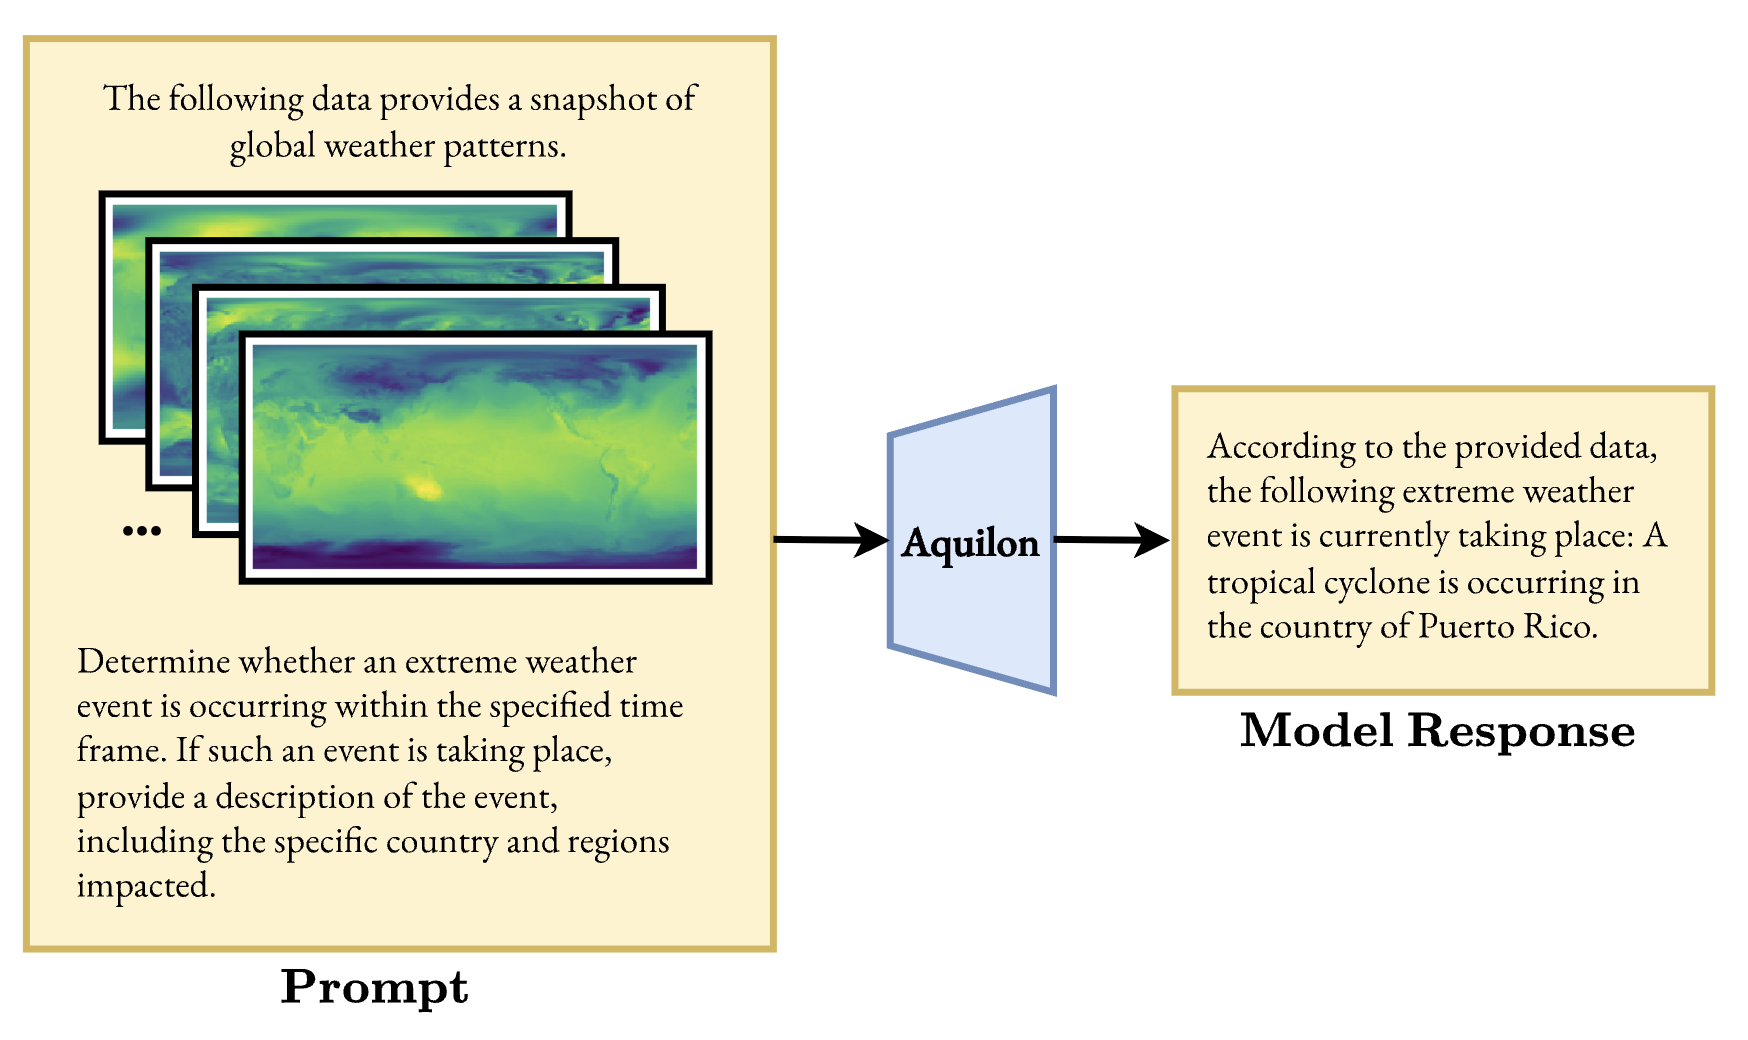 The following data provides a snapshot of
global weather patterns.
...
Determine whether an extreme weather
event is occurring within the specified time
frame. If such an event is taking place,
provide a description of the event,
including the specific country and regions
impacted.
Prompt
Aquilon
According to the provided data,
the following extreme weather
event is currently taking place: A
tropical cyclone is occurring in
the country of Puerto Rico.
Model Response